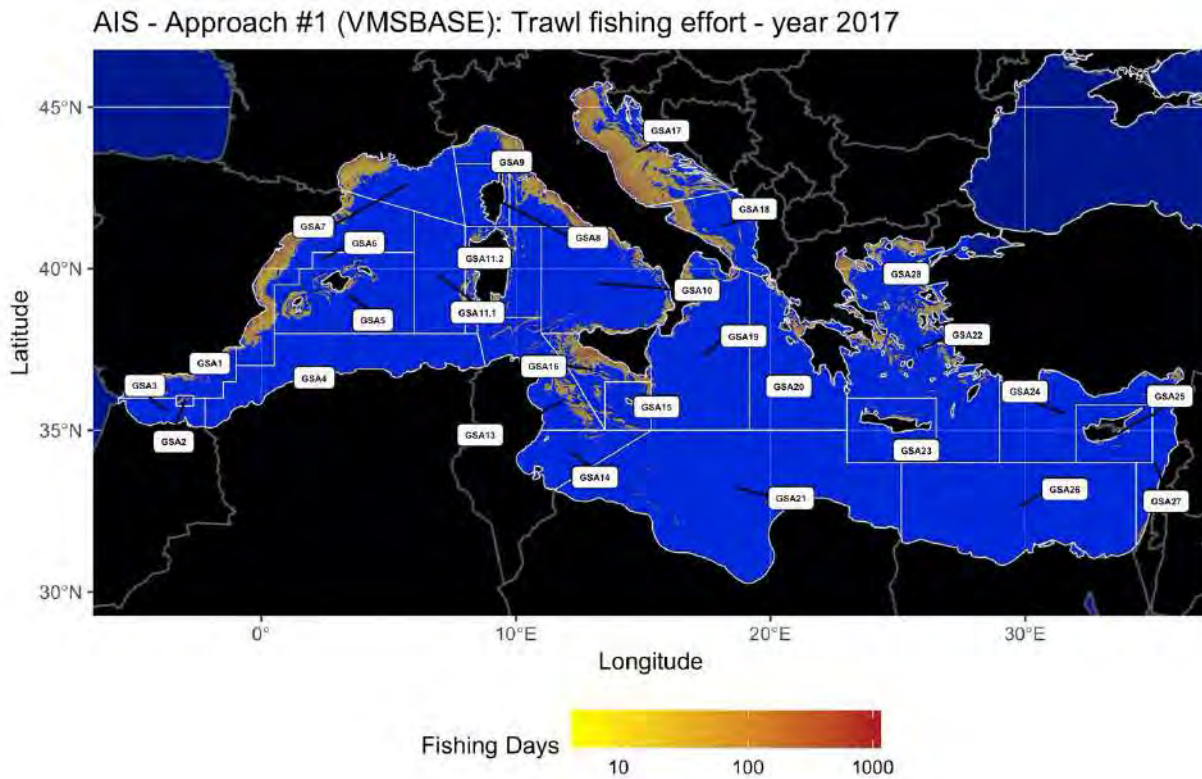 AIS - Approach #1 (VMSBASE): Trawl fishing effort - year 2017
45°N
40°N
35°N
30°N
Latitude
GSA17
GSA9
GSA18
GSA7
GSA6
GSA8
GSA11.2
GSA28
GSA10
GSA11.1
GSA5
GSA19
GSA22
GSA1
GSA16
GSA3
GSA4
GSA20
GSA24
GSA25
GSA15
GSA2
GSA13
GSA23
GSA14
GSA21
GSA26
GSA27
0°
10°E
20°E
30°E
Longitude
Fishing Days
10
100
1000